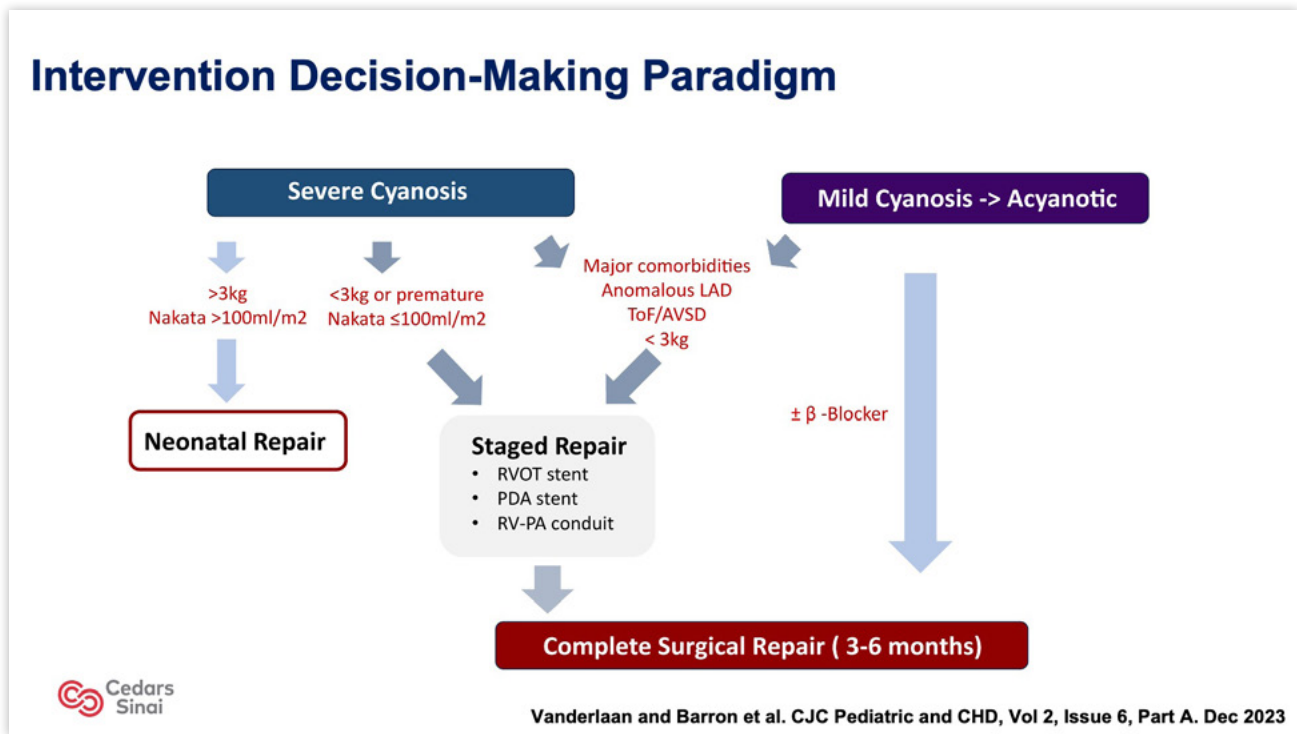 Intervention Decision-Making Paradigm
Severe Cyanosis
Mild Cyanosis -> Acyanotic
>3kg
Nakata >100ml/m2
<3kg or premature
Nakata ≤100ml/m2
Major comorbidities
Anomalous LAD
ToF/AVSD
< 3kg
± β -Blocker
Neonatal Repair
Staged Repair
• RVOT stent
• PDA stent
• RV-PA conduit
Complete Surgical Repair ( 3-6 months)
Cedars
Sinai
Vanderlaan and Barron et al. CJC Pediatric and CHD, Vol 2, Issue 6, Part A. Dec 2023